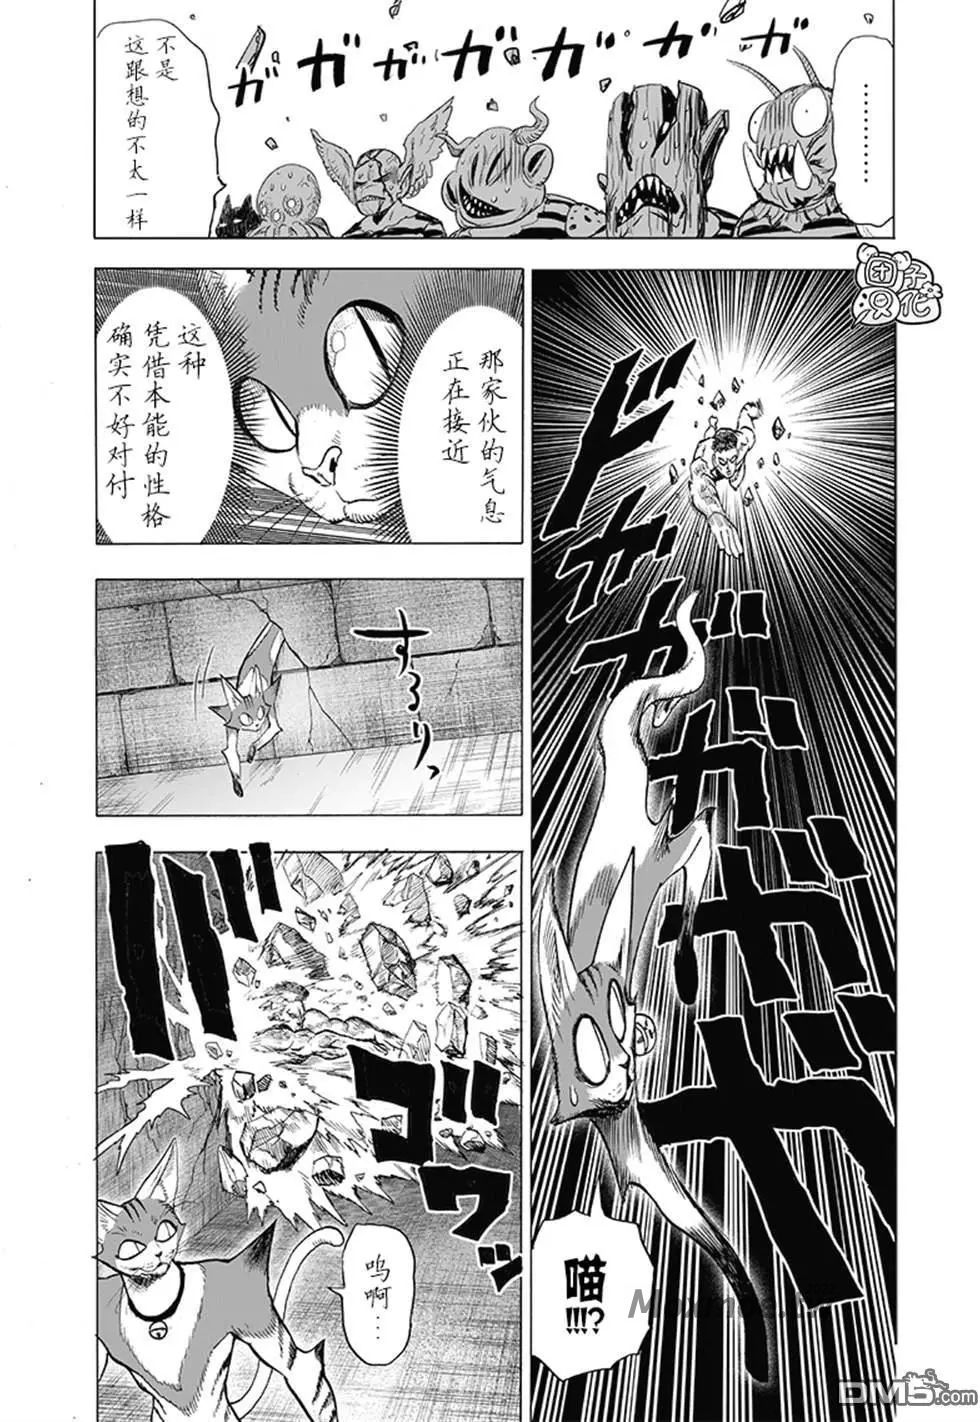 ………
ガガガガガガガ
不是
这跟想的不太一样
团子
汉化
ドガガガガガガ
喵
!!!?
那家伙的气息
正在接近
这种
凭借本能的性格
确实不好对付
するりっ
ドゴワッ
呜啊…
DM5.com